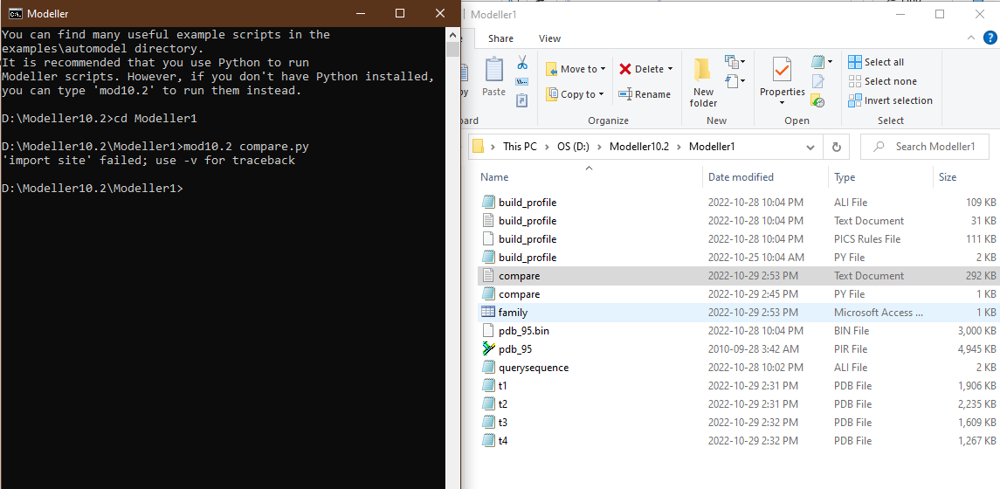 Modeller
You can find many useful example scripts in the
examples\automodel directory.
It is recommended that you use Python to run
Modeller scripts. However, if you don't have Python installed,
you can type 'mod10.2' to run them instead.
D:\Modeller10.2>cd Modeller1
D:\Modeller10.2\Modeller1>mod10.2 compare.py
'import site' failed; use -v for traceback
D:\Modeller10.2\Modeller1>
Modeller1
Share View
Paste
Move to
Copy to
Delete
Rename
Organize
New
folder
New
Properties
Open
Select all
Select none
Invert selection
Select
This PC > OS (D:) > Modeller10.2 > Modeller1
Search Modeller1
Name Date modified Type Size
build_profile 2022-10-28 10:04 PM ALI File 109 KB
build_profile 2022-10-28 10:04 PM Text Document 31 KB
build_profile 2022-10-28 10:04 PM PICS Rules File 111 KB
build_profile 2022-10-25 10:04 AM PY File 2 KB
compare 2022-10-29 2:53 PM Text Document 292 KB
compare 2022-10-29 2:45 PM PY File 1 KB
family 2022-10-29 2:53 PM Microsoft Access ... 1 KB
pdb_95.bin 2022-10-28 10:04 PM BIN File 3,000 KB
pdb_95 2010-09-28 3:42 AM PIR File 4,945 KB
querysequence 2022-10-28 10:02 PM ALI File 2 KB
t1 2022-10-29 2:31 PM PDB File 1,906 KB
t2 2022-10-29 2:31 PM PDB File 2,235 KB
t3 2022-10-29 2:32 PM PDB File 1,609 KB
t4 2022-10-29 2:32 PM PDB File 1,267 KB